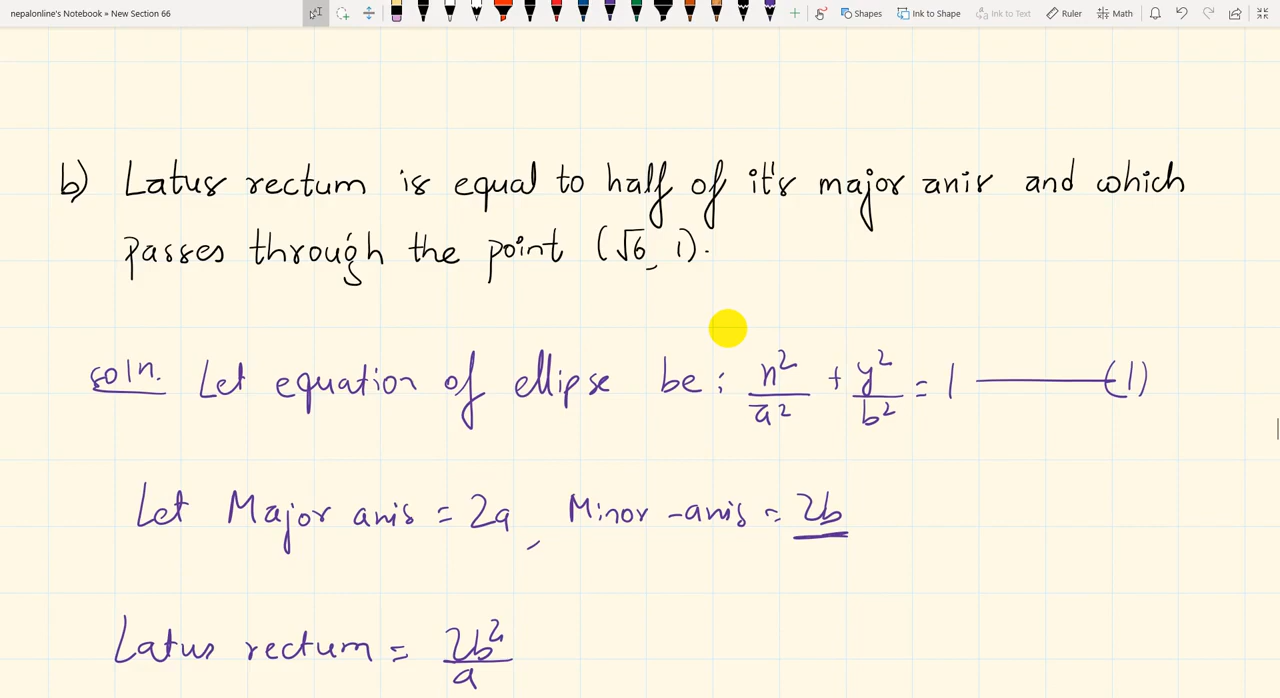 nepalonline's Notebook » New Section 66
Shapes Ink to Shape Ink to Text Ruler Math
b) Latus rectum is equal to half of it's major anis and which
passes through the point (√6, 1).
soln. Let equation of ellipse be: n²/a² + y²/b² = 1 ———(1)
Let Major anis = 2a, Minor-anis = 2b
Latus rectum = 2b²/a